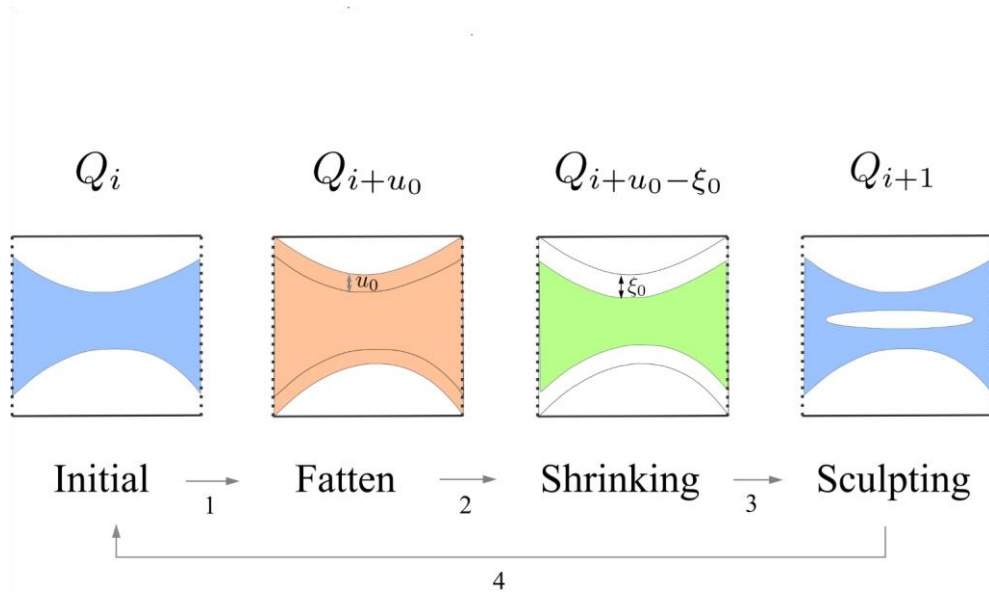 Q_i Q_{i+u_0} Q_{i+u_0-ξ_0} Q_{i+1}
u_0 ξ_0
Initial Fatten Shrinking Sculpting
1 2 3
4